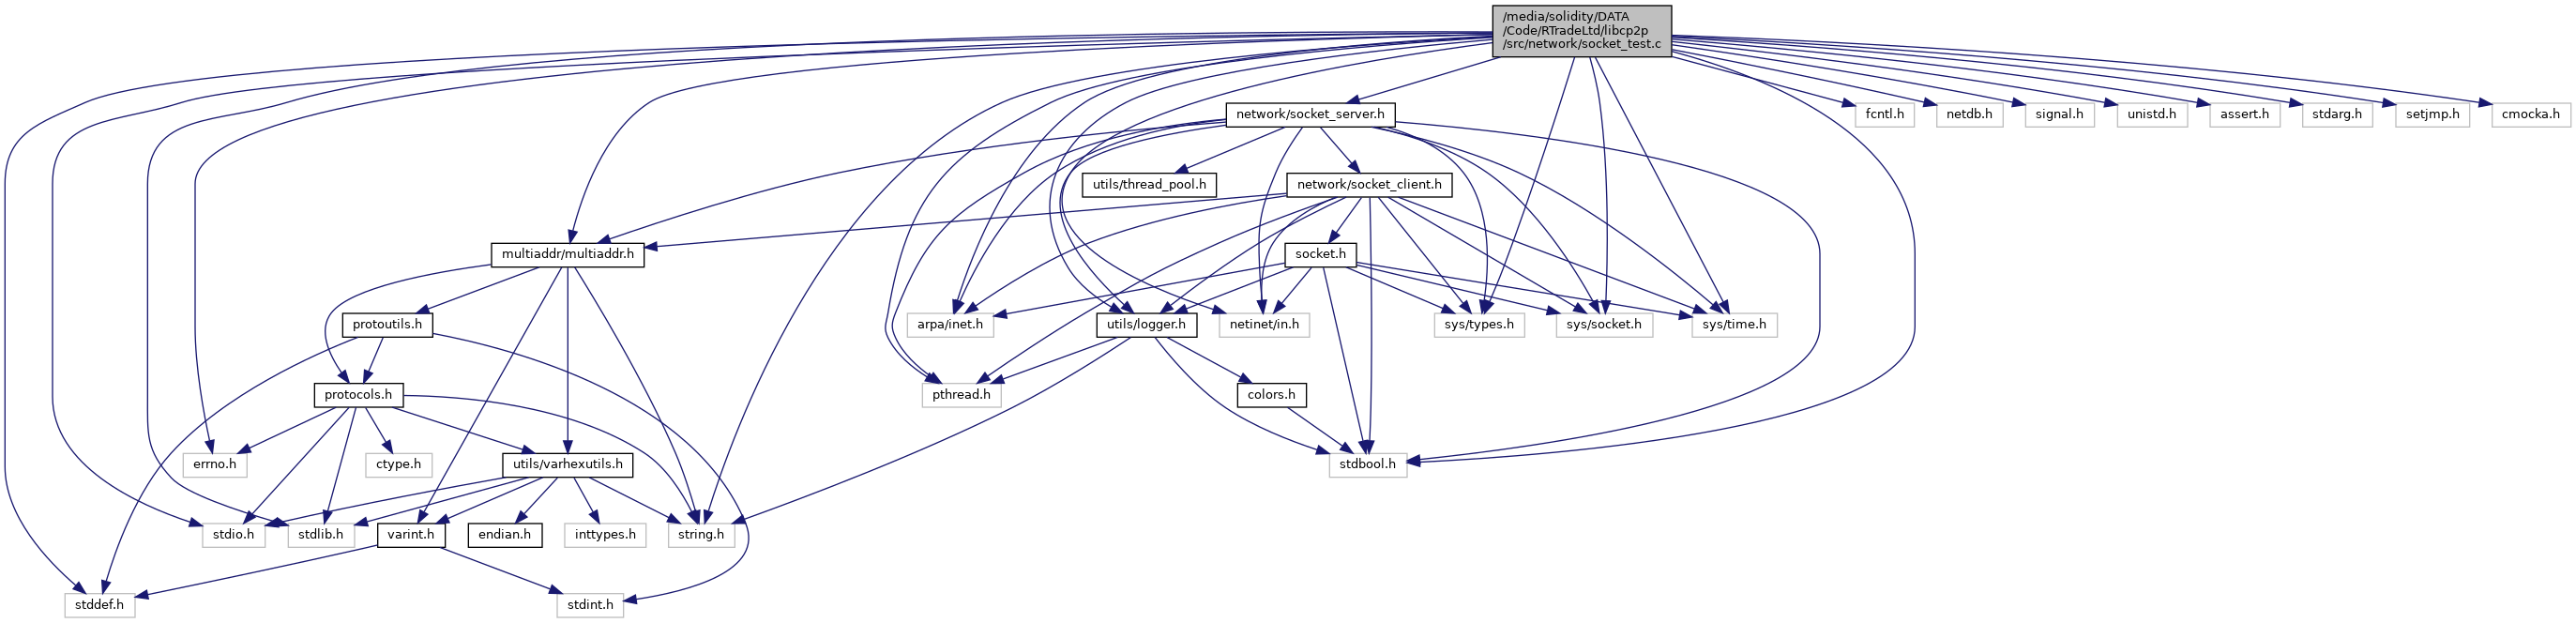 /media/solidity/DATA
/Code/RTradeLtd/libcp2p
/src/network/socket_test.c
network/socket_server.h
fcntl.h
netdb.h
signal.h
unistd.h
assert.h
stdarg.h
setjmp.h
cmocka.h
utils/thread_pool.h
network/socket_client.h
multiaddr/multiaddr.h
socket.h
protoutils.h
arpa/inet.h
utils/logger.h
netinet/in.h
sys/types.h
sys/socket.h
sys/time.h
protocols.h
pthread.h
colors.h
errno.h
ctype.h
utils/varhexutils.h
stdbool.h
stdio.h
stdlib.h
varint.h
endian.h
inttypes.h
string.h
stddef.h
stdint.h